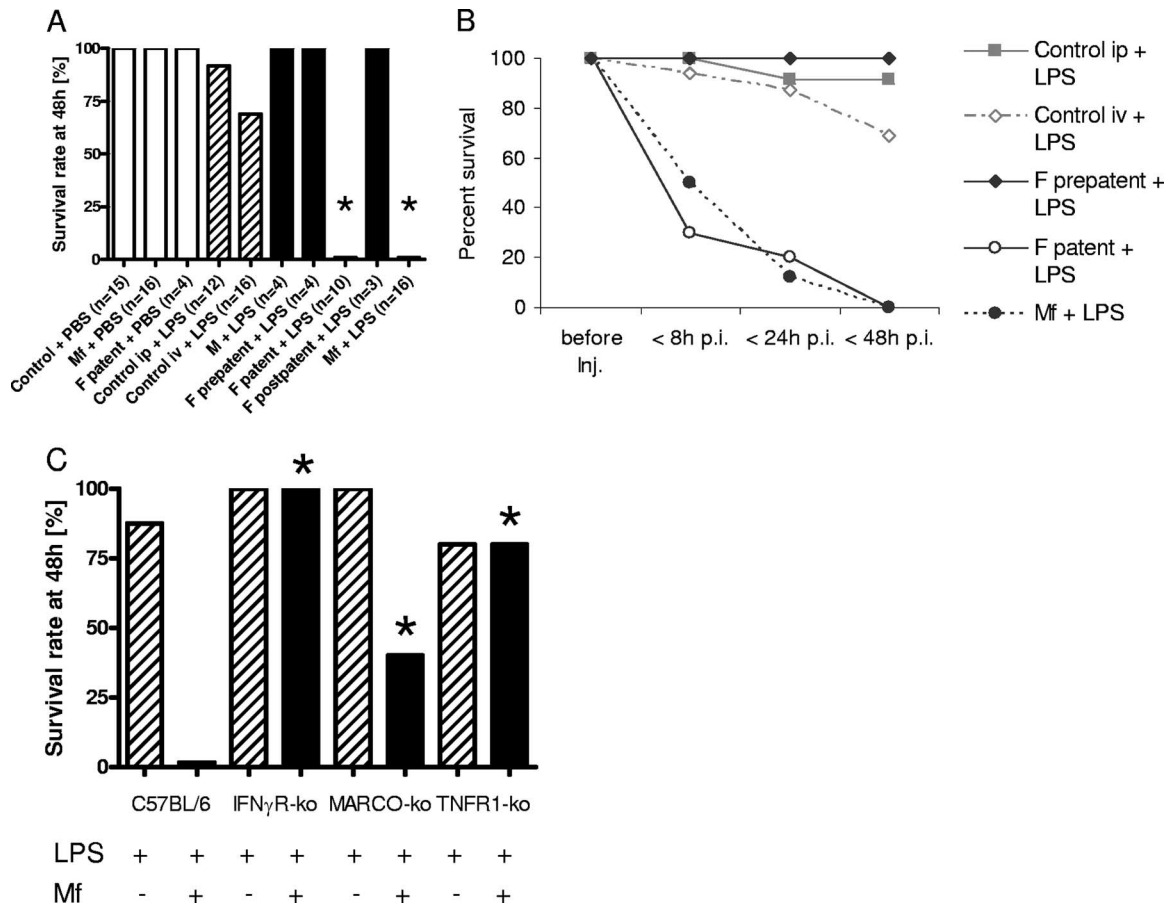 A
Survival rate at 48h [%]
100
75
50
25
0
*
*
Control + PBS (n=15)
Mf + PBS (n=16)
F patent + PBS (n=4)
Control ip + LPS (n=12)
Control iv + LPS (n=16)
M + LPS (n=4)
F prepatent + LPS (n=4)
F patent + LPS (n=10)
F postpatent + LPS (n=3)
Mf + LPS (n=16)
B
Percent survival
100
80
60
40
20
0
before
Inj.
< 8h p.i.
< 24h p.i.
< 48h p.i.
Control ip +
LPS
Control iv +
LPS
F prepatent +
LPS
F patent +
LPS
Mf + LPS
C
Survival rate at 48h [%]
100
75
50
25
0
*
*
*
C57BL/6 IFNγR-ko MARCO-ko TNFR1-ko
LPS + + + + + + + +
Mf - + - + - + - +